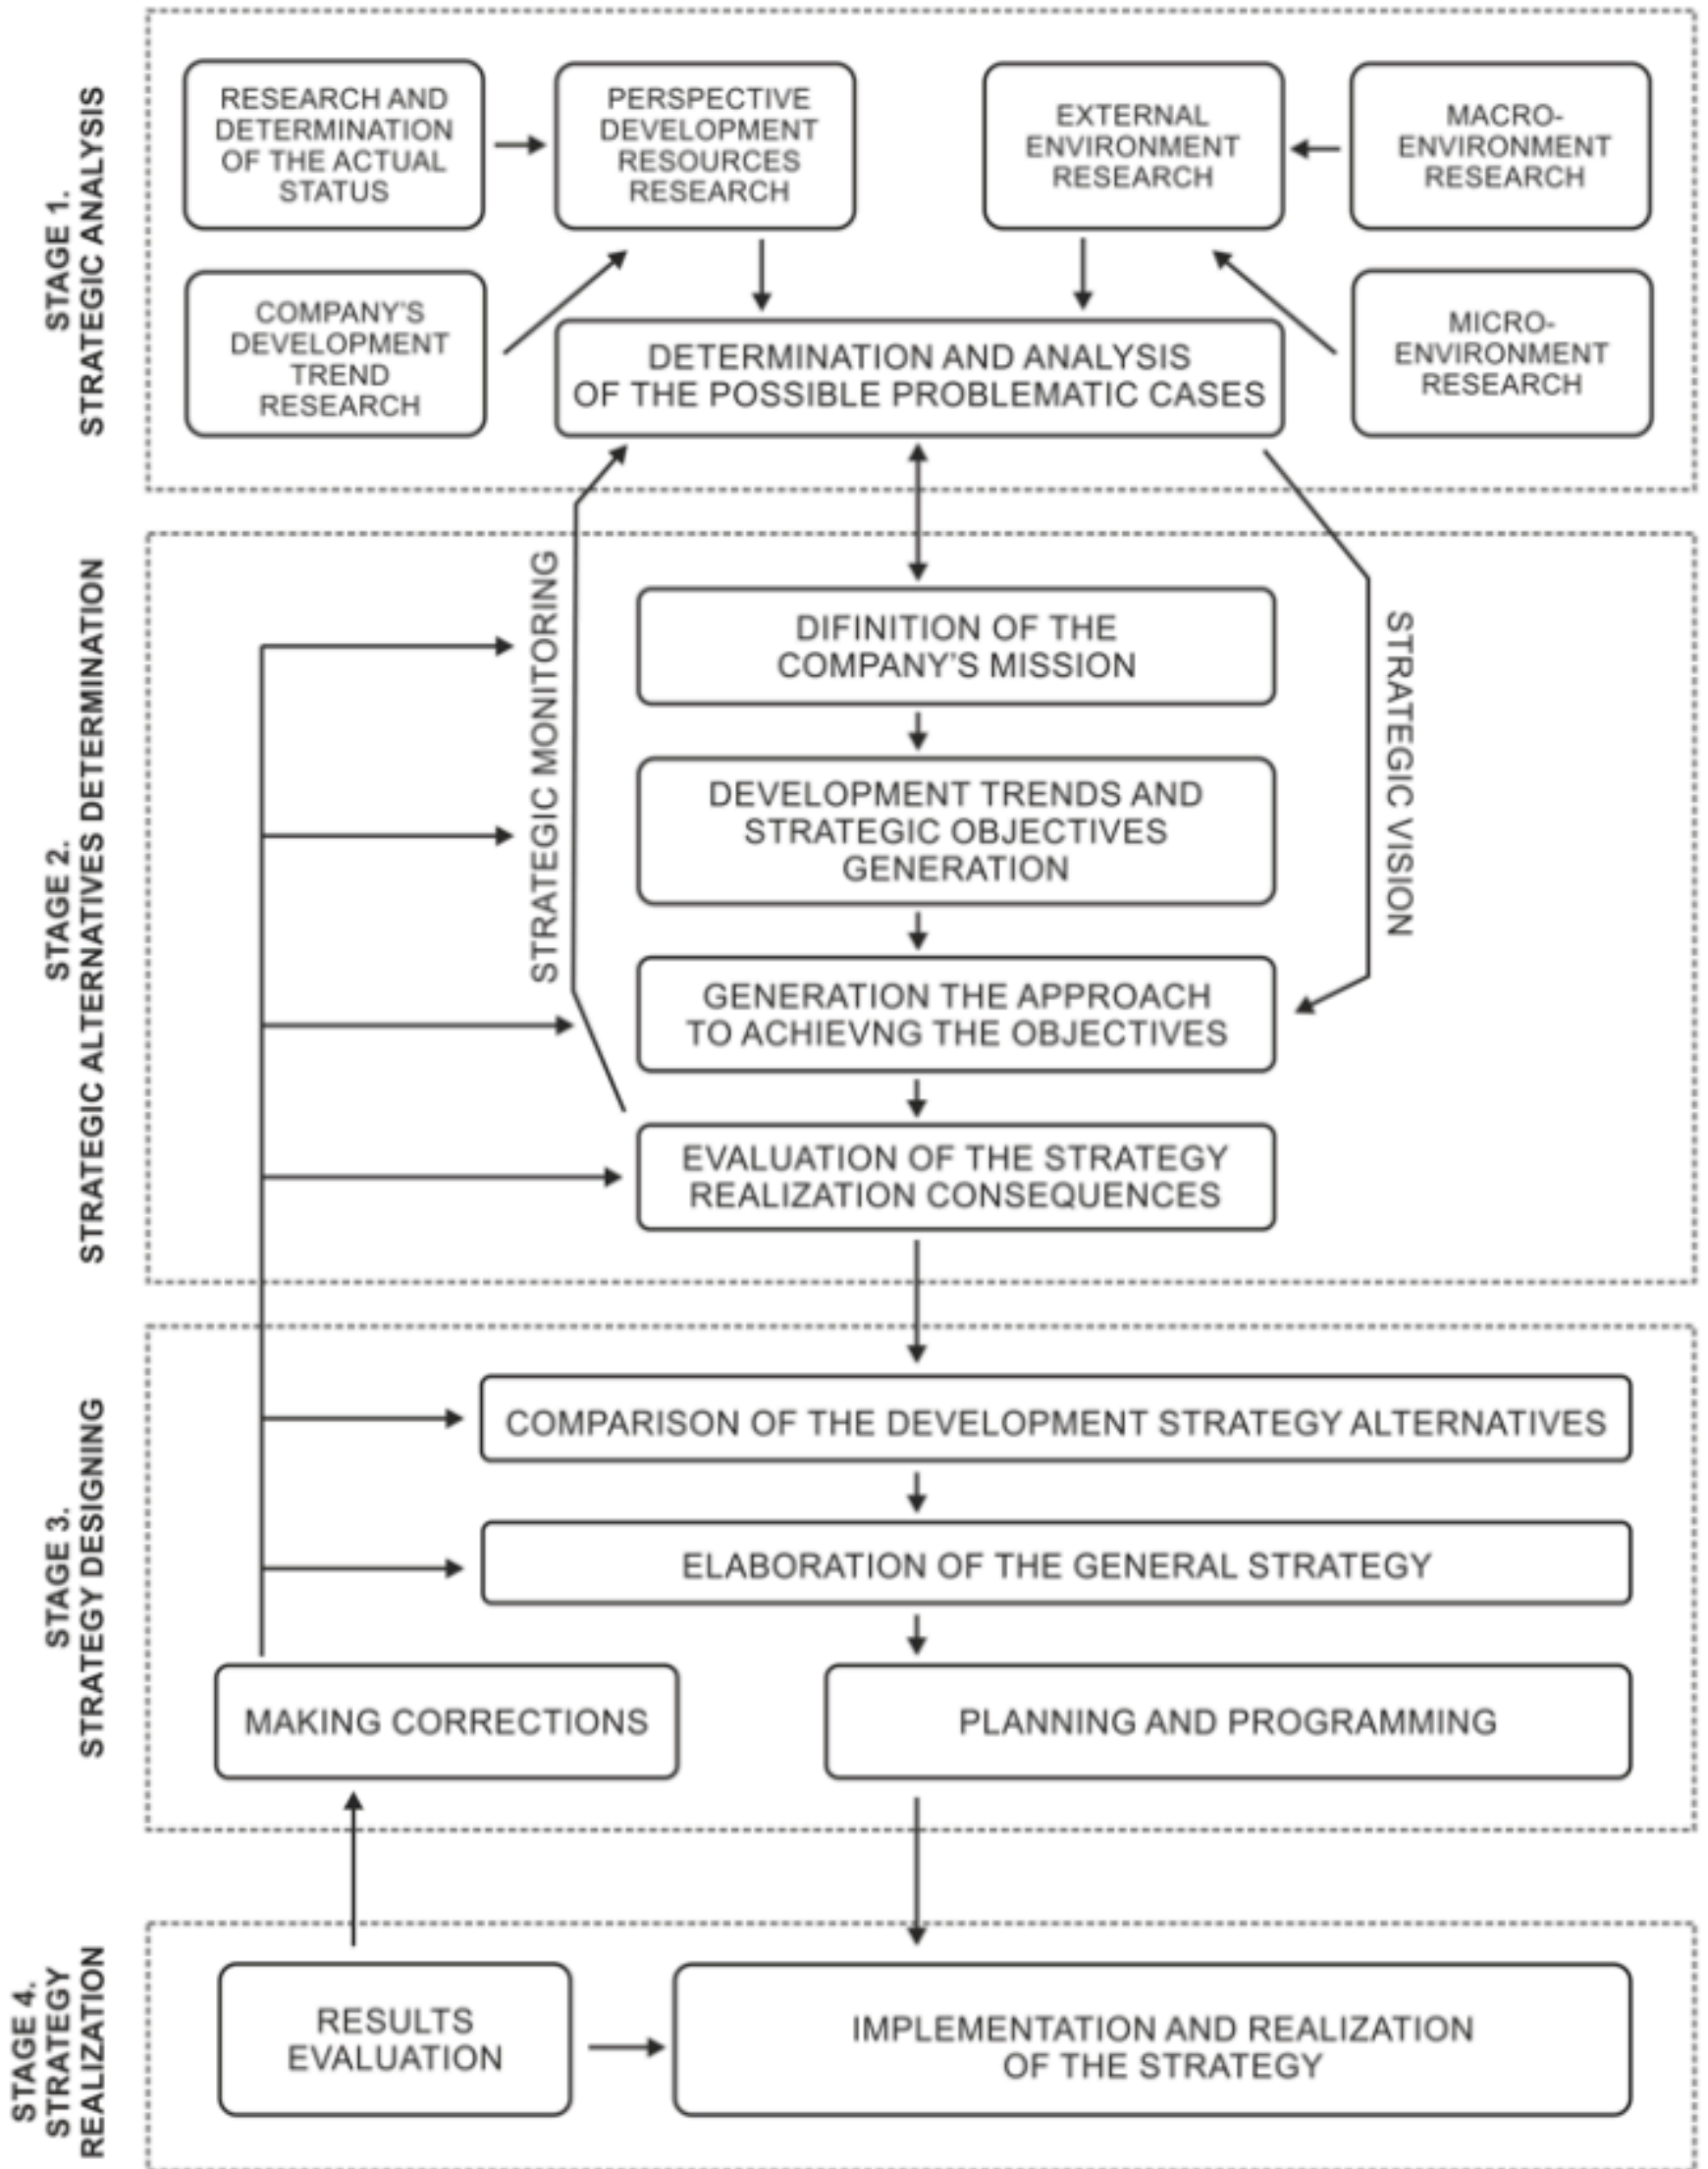 STAGE 1.
STRATEGIC ANALYSIS
RESEARCH AND
DETERMINATION
OF THE ACTUAL
STATUS
PERSPECTIVE
DEVELOPMENT
RESOURCES
RESEARCH
EXTERNAL
ENVIRONMENT
RESEARCH
MACRO-
ENVIRONMENT
RESEARCH
COMPANY'S
DEVELOPMENT
TREND
RESEARCH
DETERMINATION AND ANALYSIS
OF THE POSSIBLE PROBLEMATIC CASES
MICRO-
ENVIRONMENT
RESEARCH
STAGE 2.
STRATEGIC ALTERNATIVES DETERMINATION
STRATEGIC MONITORING
DIFINITION OF THE
COMPANY'S MISSION
DEVELOPMENT TRENDS AND
STRATEGIC OBJECTIVES
GENERATION
GENERATION THE APPROACH
TO ACHIEVNG THE OBJECTIVES
EVALUATION OF THE STRATEGY
REALIZATION CONSEQUENCES
STRATEGIC VISION
STAGE 3.
STRATEGY DESIGNING
COMPARISON OF THE DEVELOPMENT STRATEGY ALTERNATIVES
ELABORATION OF THE GENERAL STRATEGY
MAKING CORRECTIONS
PLANNING AND PROGRAMMING
STAGE 4.
STRATEGY
REALIZATION
RESULTS
EVALUATION
IMPLEMENTATION AND REALIZATION
OF THE STRATEGY